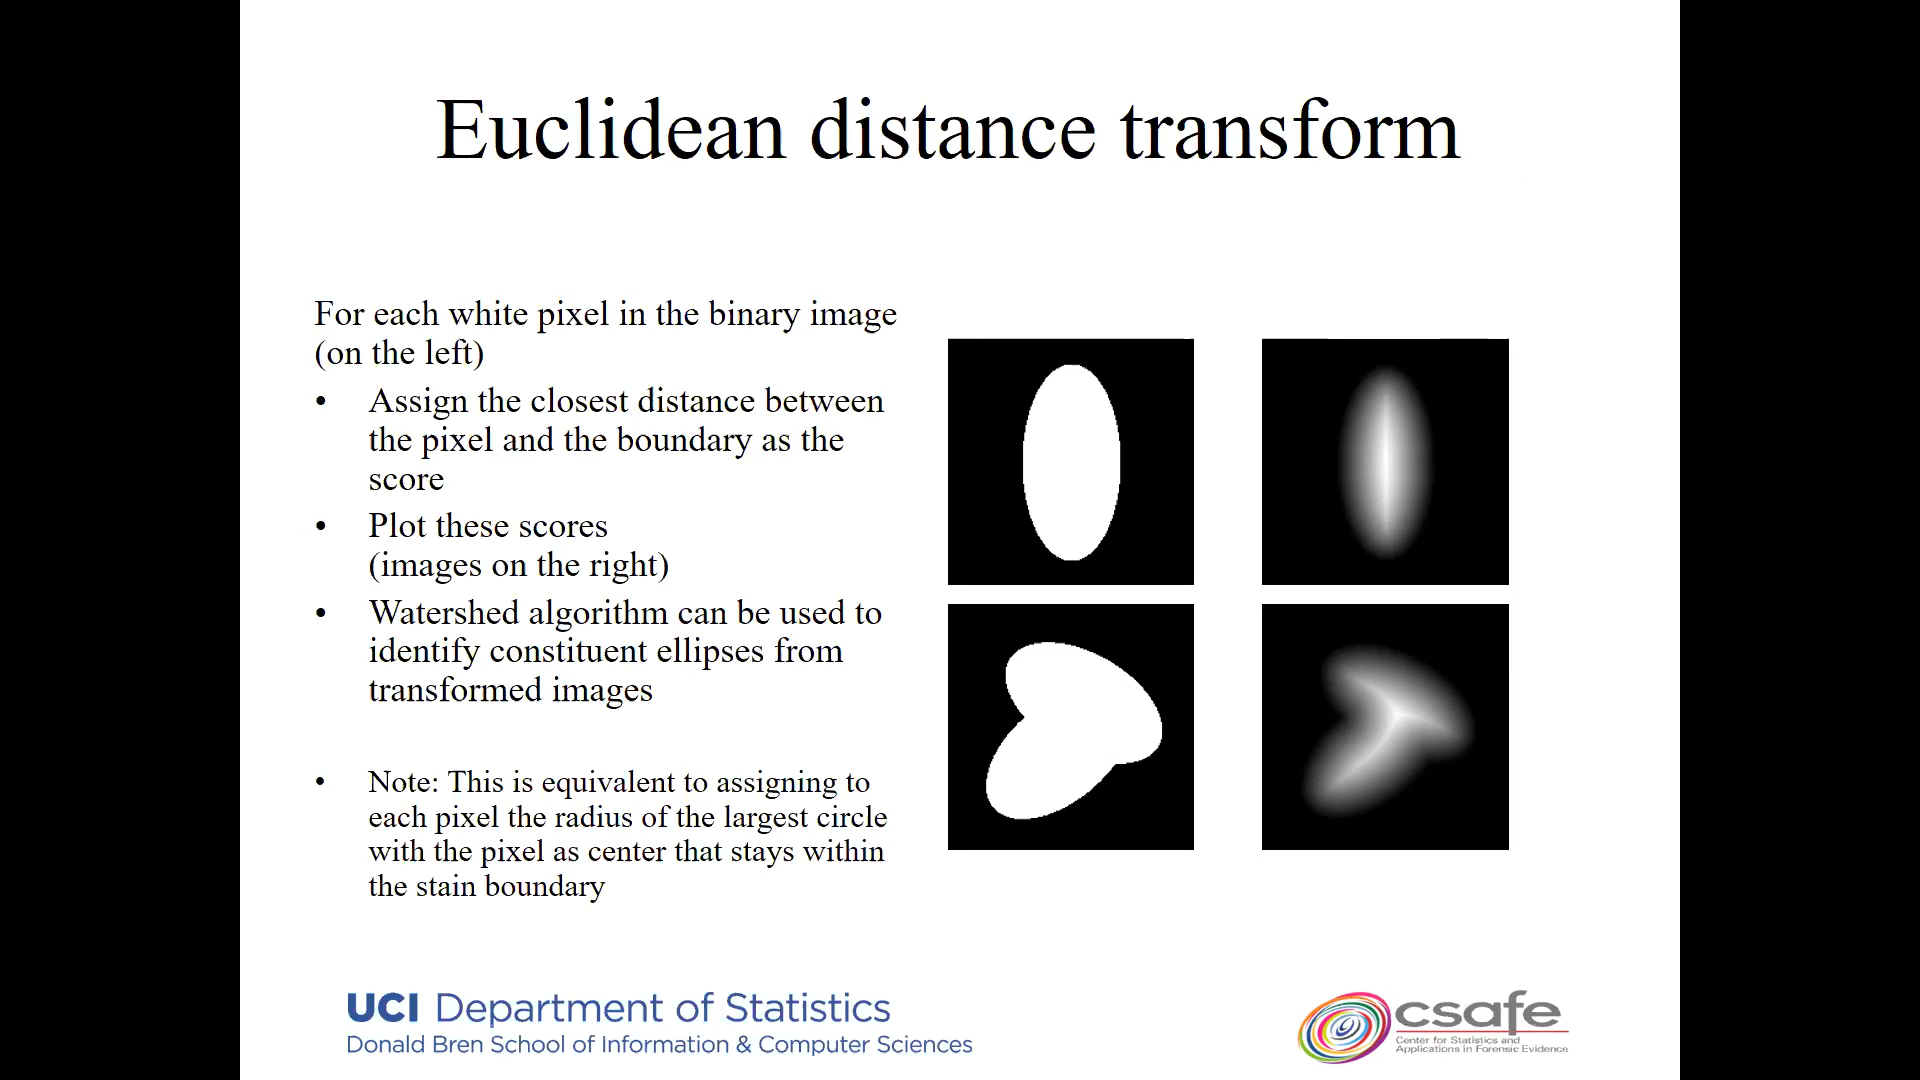 Euclidean distance transform
For each white pixel in the binary image
(on the left)
• Assign the closest distance between
the pixel and the boundary as the
score
• Plot these scores
(images on the right)
• Watershed algorithm can be used to
identify constituent ellipses from
transformed images
• Note: This is equivalent to assigning to
each pixel the radius of the largest circle
with the pixel as center that stays within
the stain boundary
UCI Department of Statistics
Donald Bren School of Information & Computer Sciences
csafe
Center for Statistics and
Applications in Forensic Evidence